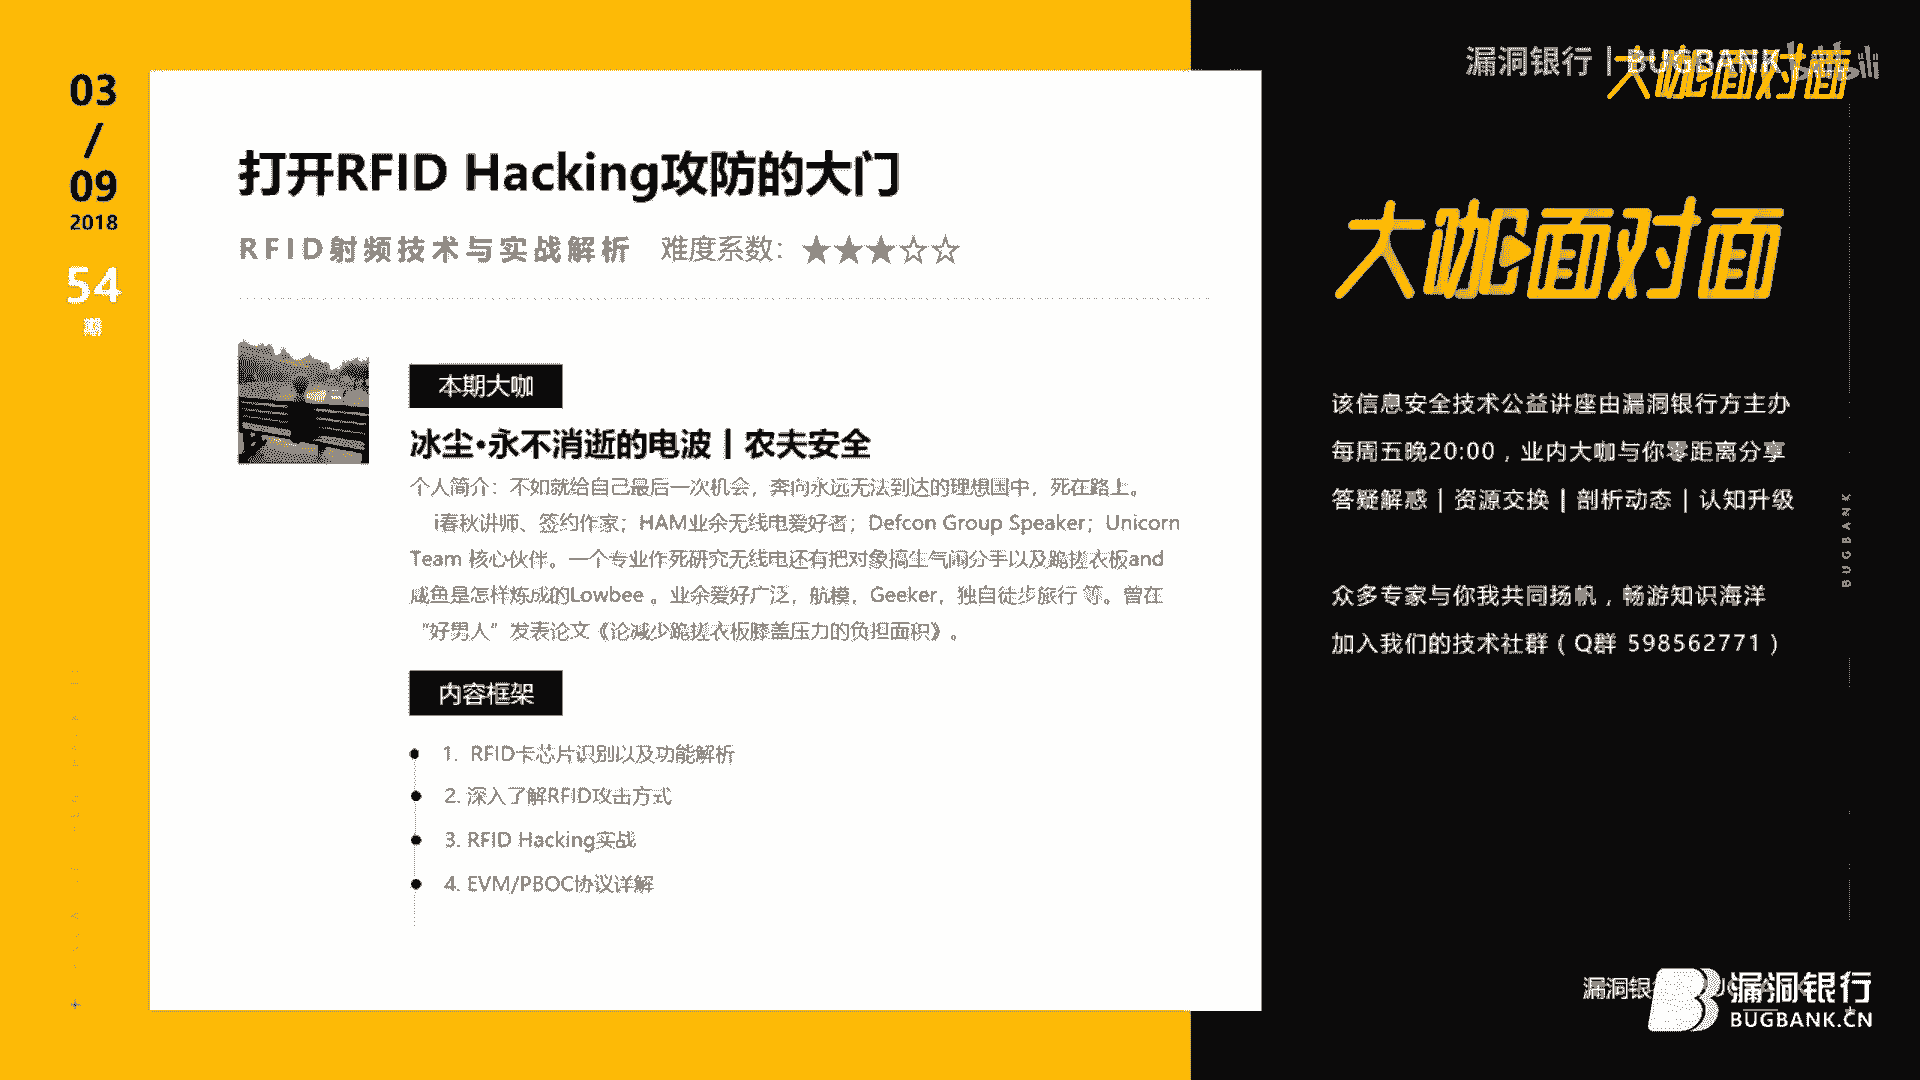 03
/
09
2018
54
期
打开RFID Hacking攻防的大门
RFID射频技术与实战解析 难度系数：★★★☆☆
本期大咖
冰尘•永不消逝的电波 | 农夫安全
个人简介：不如就给自己最后一次机会，奔向永远无法到达的理想国中，死在路上。
i春秋讲师、签约作家；HAM业余无线电爱好者；Defcon Group Speaker；Unicorn
Team 核心伙伴。一个专业作死研究无线电还有把对象搞生气闹分手以及跪搓衣板and
咸鱼是怎样炼成的Lowbee 。业余爱好广泛，航模，Geeker，独自徒步旅行 等。曾在
“好男人”发表论文《论减少跪搓衣板膝盖压力的负担面积》。
内容框架
1. RFID卡芯片识别以及功能解析
2. 深入了解RFID攻击方式
3. RFID Hacking实战
4. EVM/PBOC协议详解
漏洞银行 | BUGBANK
大咖面对面
大咖面对面
该信息安全技术公益讲座由漏洞银行方主办
每周五晚20:00，业内大咖与你零距离分享
答疑解惑 | 资源交换 | 剖析动态 | 认知升级
众多专家与你我共同扬帆，畅游知识海洋
加入我们的技术社群（Q群 598562771）
BUGBANK
漏洞银
漏洞银行
BUGBANK.CN